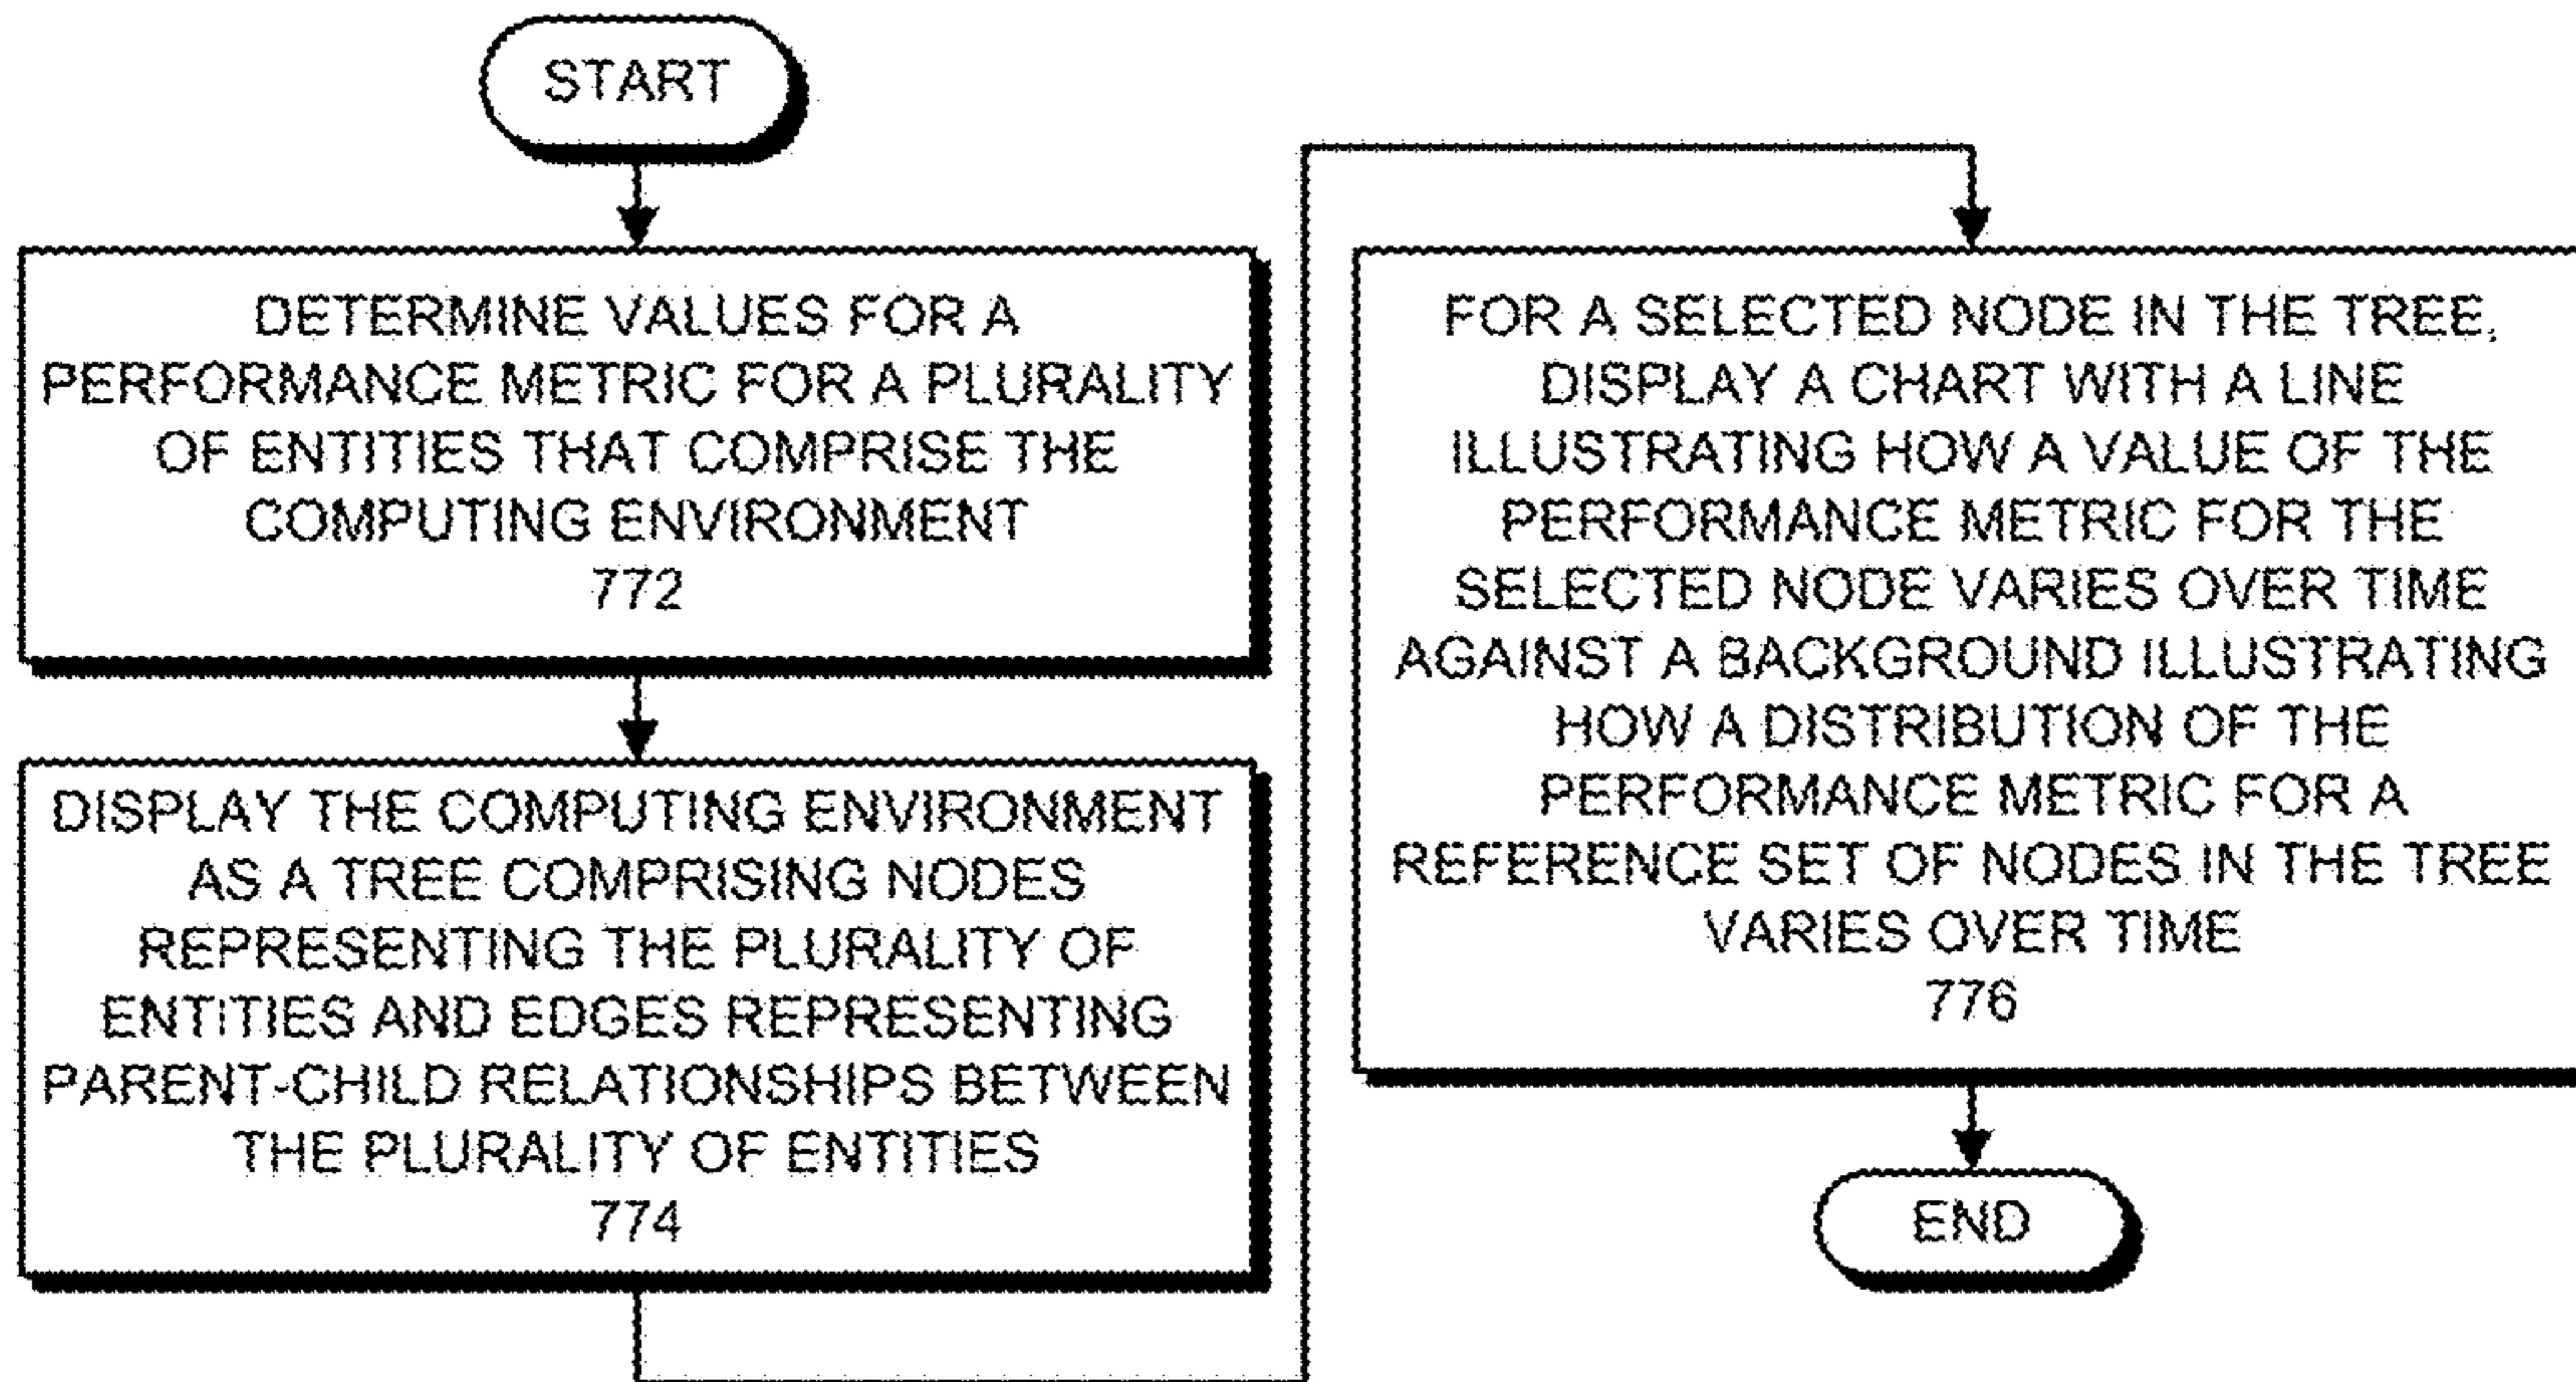 START
DETERMINE VALUES FOR A
PERFORMANCE METRIC FOR A PLURALITY
OF ENTITIES THAT COMPRISE THE
COMPUTING ENVIRONMENT
772
DISPLAY THE COMPUTING ENVIRONMENT
AS A TREE COMPRISING NODES
REPRESENTING THE PLURALITY OF
ENTITIES AND EDGES REPRESENTING
PARENT-CHILD RELATIONSHIPS BETWEEN
THE PLURALITY OF ENTITIES
774
FOR A SELECTED NODE IN THE TREE,
DISPLAY A CHART WITH A LINE
ILLUSTRATING HOW A VALUE OF THE
PERFORMANCE METRIC FOR THE
SELECTED NODE VARIES OVER TIME
AGAINST A BACKGROUND ILLUSTRATING
HOW A DISTRIBUTION OF THE
PERFORMANCE METRIC FOR A
REFERENCE SET OF NODES IN THE TREE
VARIES OVER TIME
776
END